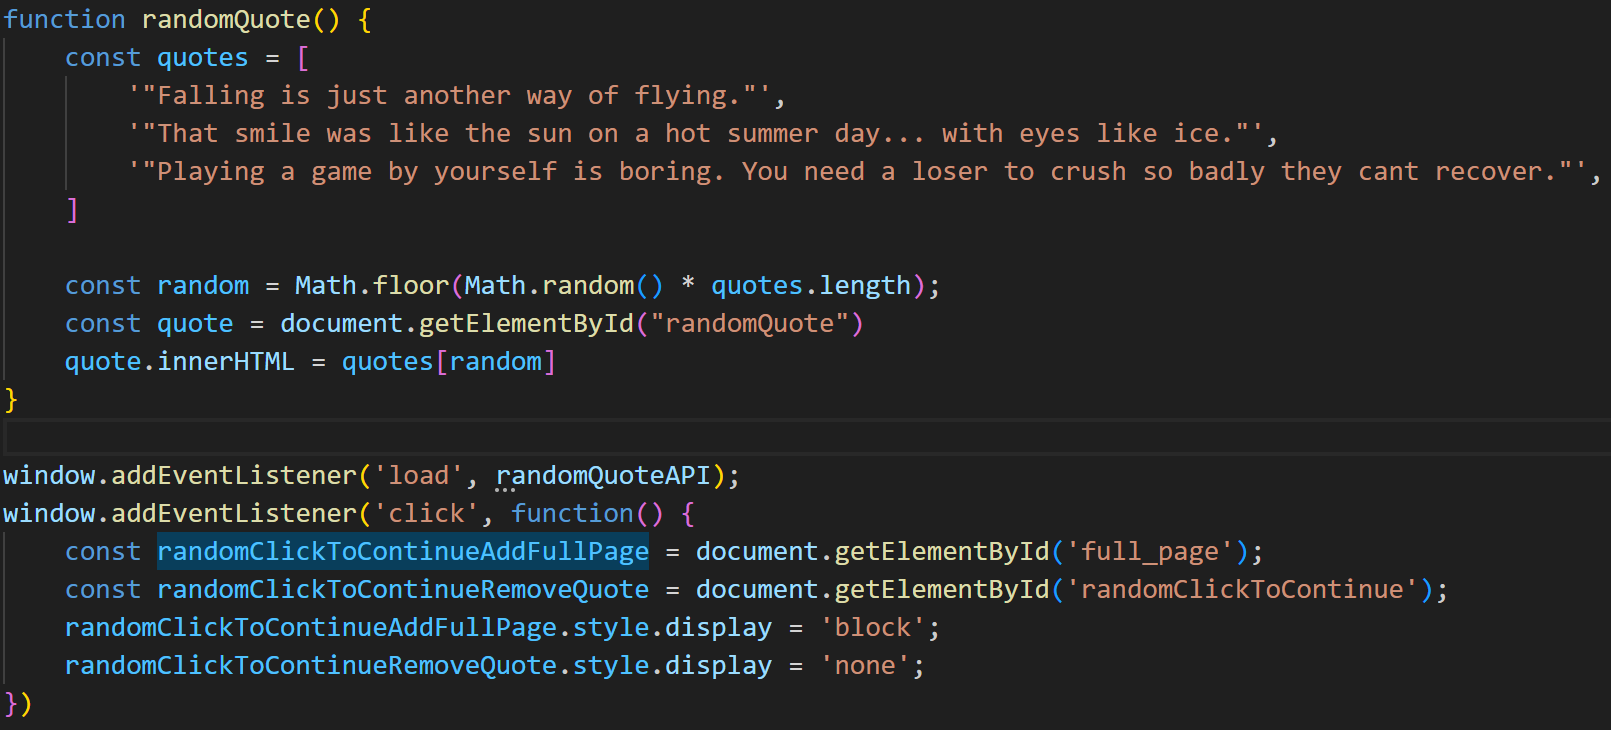 function randomQuote() {
    const quotes = [
        '"Falling is just another way of flying."',
        '"That smile was like the sun on a hot summer day... with eyes like ice."',
        '"Playing a game by yourself is boring. You need a loser to crush so badly they cant recover."',
    ]
    const random = Math.floor(Math.random() * quotes.length);
    const quote = document.getElementById("randomQuote")
    quote.innerHTML = quotes[random]
}
window.addEventListener('load', randomQuoteAPI);
window.addEventListener('click', function() {
    const randomClickToContinueAddFullPage = document.getElementById('full_page');
    const randomClickToContinueRemoveQuote = document.getElementById('randomClickToContinue');
    randomClickToContinueAddFullPage.style.display = 'block';
    randomClickToContinueRemoveQuote.style.display = 'none';
})